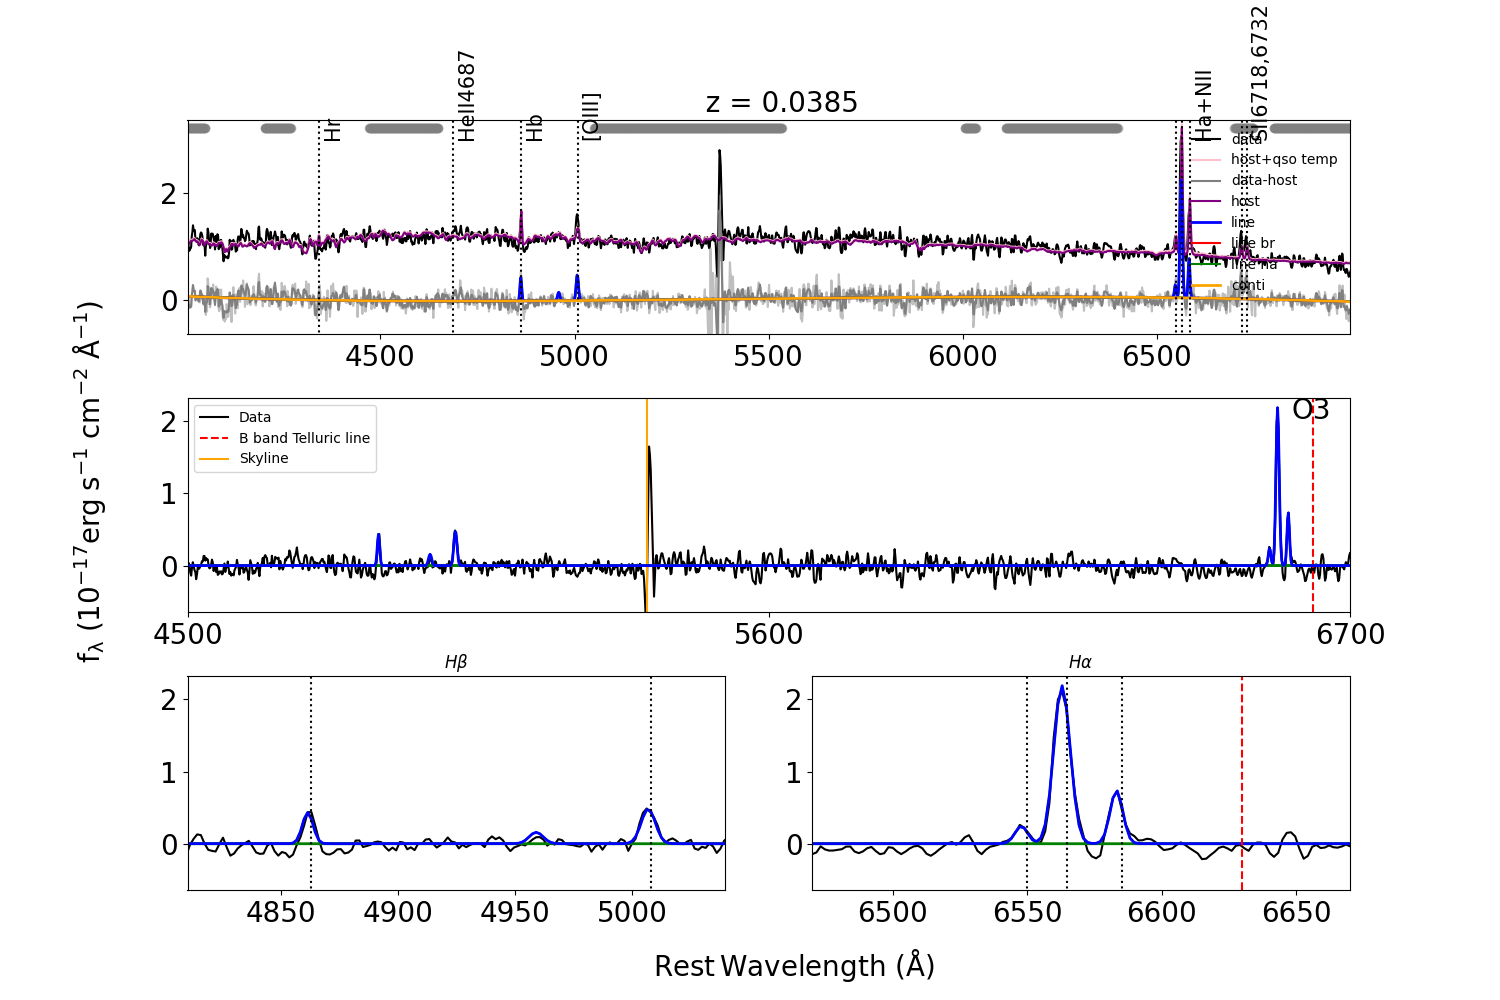 z = 0.0385
Hr
HeII4687
Hb
[OIII]
Ha+NII
SII6718,6732
data
host+qso temp
data-host
host
line
line br
line na
conti
2
0
4500
5000
5500
6000
6500
Data
B band Telluric line
Skyline
O3
2
1
0
4500
5600
6700
fλ (10⁻¹⁷erg s⁻¹ cm⁻² Å⁻¹)
Hβ
2
1
0
4850
4900
4950
5000
Hα
2
1
0
6500
6550
6600
6650
Rest Wavelength (Å)